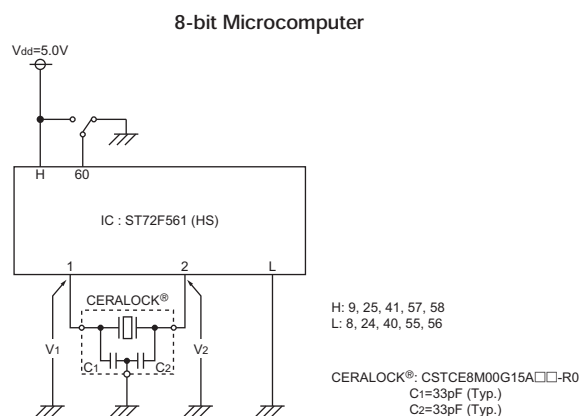 8-bit Microcomputer
Vdd=5.0V
H 60
IC : ST72F561 (HS)
1 2 L
CERALOCK®
H: 9, 25, 41, 57, 58
L: 8, 24, 40, 55, 56
V1 V2
C1 C2
CERALOCK®: CSTCE8M00G15A□□-R0
C1=33pF (Typ.)
C2=33pF (Typ.)